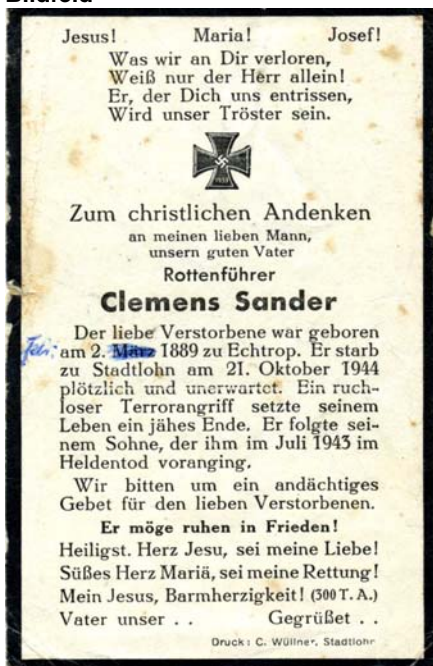 Jesus! Maria! Josef!
Was wir an Dir verloren,
Weiß nur der Herr allein!
Er, der Dich uns entrissen,
Wird unser Tröster sein.
Zum christlichen Andenken
an meinen lieben Mann,
unsern guten Vater
Rottenführer
Clemens Sander
Der liebe Verstorbene war geboren
am 2. März 1889 zu Echtrop. Er starb
zu Stadtlohn am 21. Oktober 1944
plötzlich und unerwartet. Ein ruch-
loser Terrorangriff setzte seinem
Leben ein jähes Ende. Er folgte sei-
nem Sohne, der ihm im Juli 1943 im
Heldentod voranging.
Wir bitten um ein andächtiges
Gebet für den lieben Verstorbenen.
Er möge ruhen in Frieden!
Heiligst. Herz Jesu, sei meine Liebe!
Süßes Herz Mariä, sei meine Rettung!
Mein Jesus, Barmherzigkeit! (300 T. A.)
Vater unser . . Gegrüßet . .
Druck: C. Wüllner, Stadtlohn